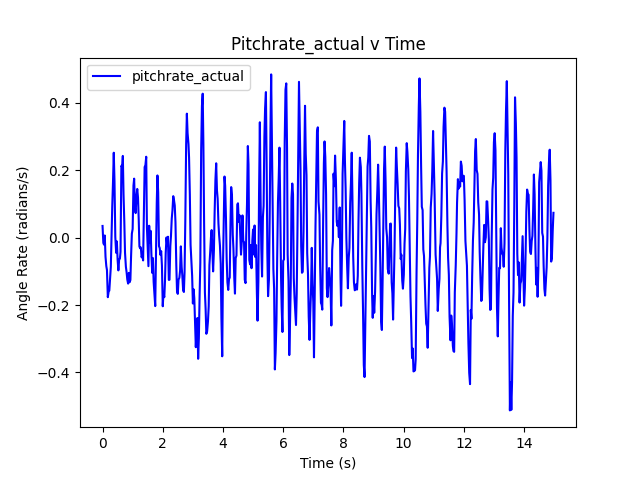 Pitchrate_actual v Time
pitchrate_actual
Angle Rate (radians/s)
0.4
0.2
0.0
−0.2
−0.4
0 2 4 6 8 10 12 14
Time (s)